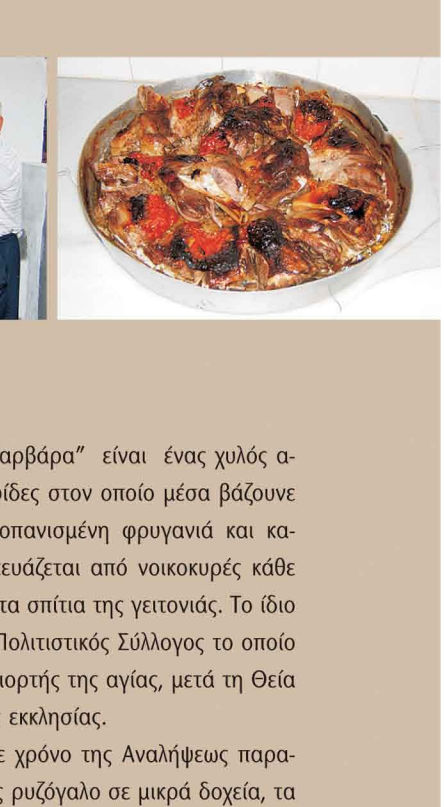 αρβάρα” είναι ένας χυλός α-
ρίδες στον οποίο μέσα βάζουνε
οπανισμένη φρυγανιά και κα-
ευάζεται από νοικοκυρές κάθε
τα σπίτια της γειτονιάς. Το ίδιο
Πολιτιστικός Σύλλογος το οποίο
ιορτής της αγίας, μετά τη Θεία
εκκλησίας.
ε χρόνο της Αναλήψεως παρα-
ς ρυζόγαλο σε μικρά δοχεία, τα